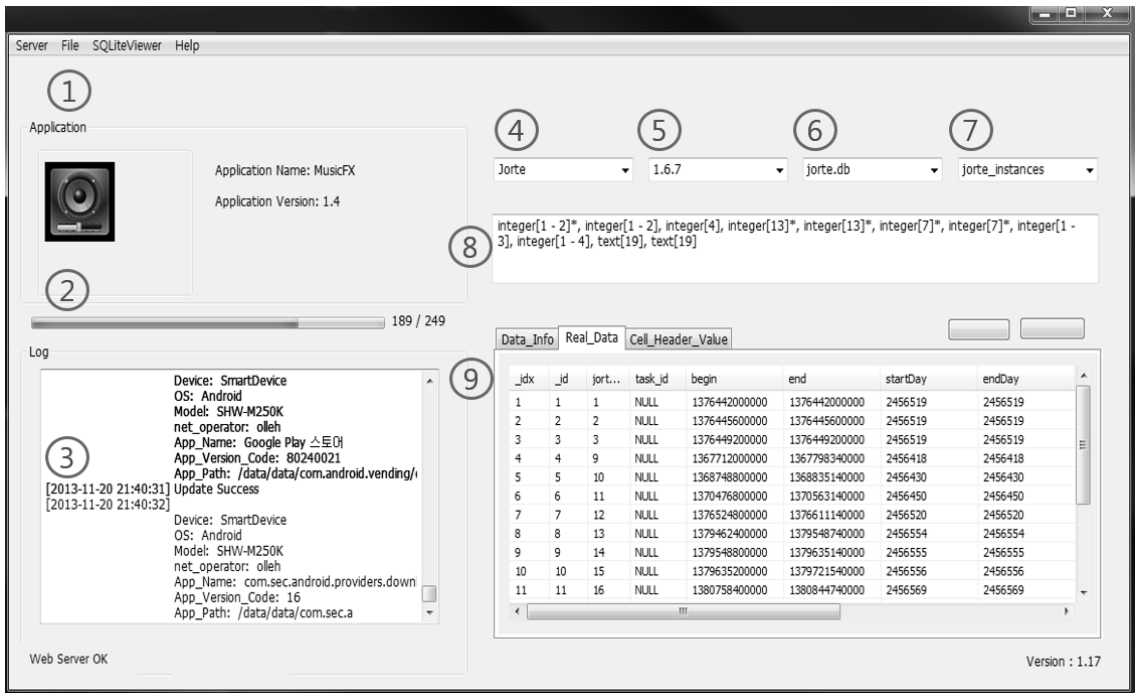 Server File SQLiteViewer Help
1
Application
Application Name: MusicFX
Application Version: 1.4
2
189 / 249
Log
Device: SmartDevice
OS: Android
Model: SHW-M250K
net_operator: olleh
App_Name: Google Play 스토어
App_Version_Code: 80240021
App_Path: /data/data/com.android.vending/
3
[2013-11-20 21:40:31] Update Success
[2013-11-20 21:40:32]
Device: SmartDevice
OS: Android
Model: SHW-M250K
net_operator: olleh
App_Name: com.sec.android.providers.down
App_Version_Code: 16
App_Path: /data/data/com.sec.a
Web Server OK
4 5 6 7
Jorte 1.6.7 jorte.db jorte_instances
8
integer[1 - 2]*, integer[1 - 2], integer[4], integer[13]*, integer[13]*, integer[7]*, integer[7]*, integer[1 -
3], integer[1 - 4], text[19], text[19]
Data_Info Real_Data Cell_Header_Value
9
_idx _id jort... task_id begin end startDay endDay
1 1 1 NULL 1376442000000 1376442000000 2456519 2456519
2 2 2 NULL 1376445600000 1376445600000 2456519 2456519
3 3 3 NULL 1376449200000 1376449200000 2456519 2456519
4 4 9 NULL 1367712000000 1367798340000 2456418 2456418
5 5 10 NULL 1368748800000 1368835140000 2456430 2456430
6 6 11 NULL 1370476800000 1370563140000 2456450 2456450
7 7 12 NULL 1376524800000 1376611140000 2456520 2456520
8 8 13 NULL 1379462400000 1379548740000 2456554 2456554
9 9 14 NULL 1379548800000 1379635140000 2456555 2456555
10 10 15 NULL 1379635200000 1379721540000 2456556 2456556
11 11 16 NULL 1380758400000 1380844740000 2456569 2456569
Version : 1.17